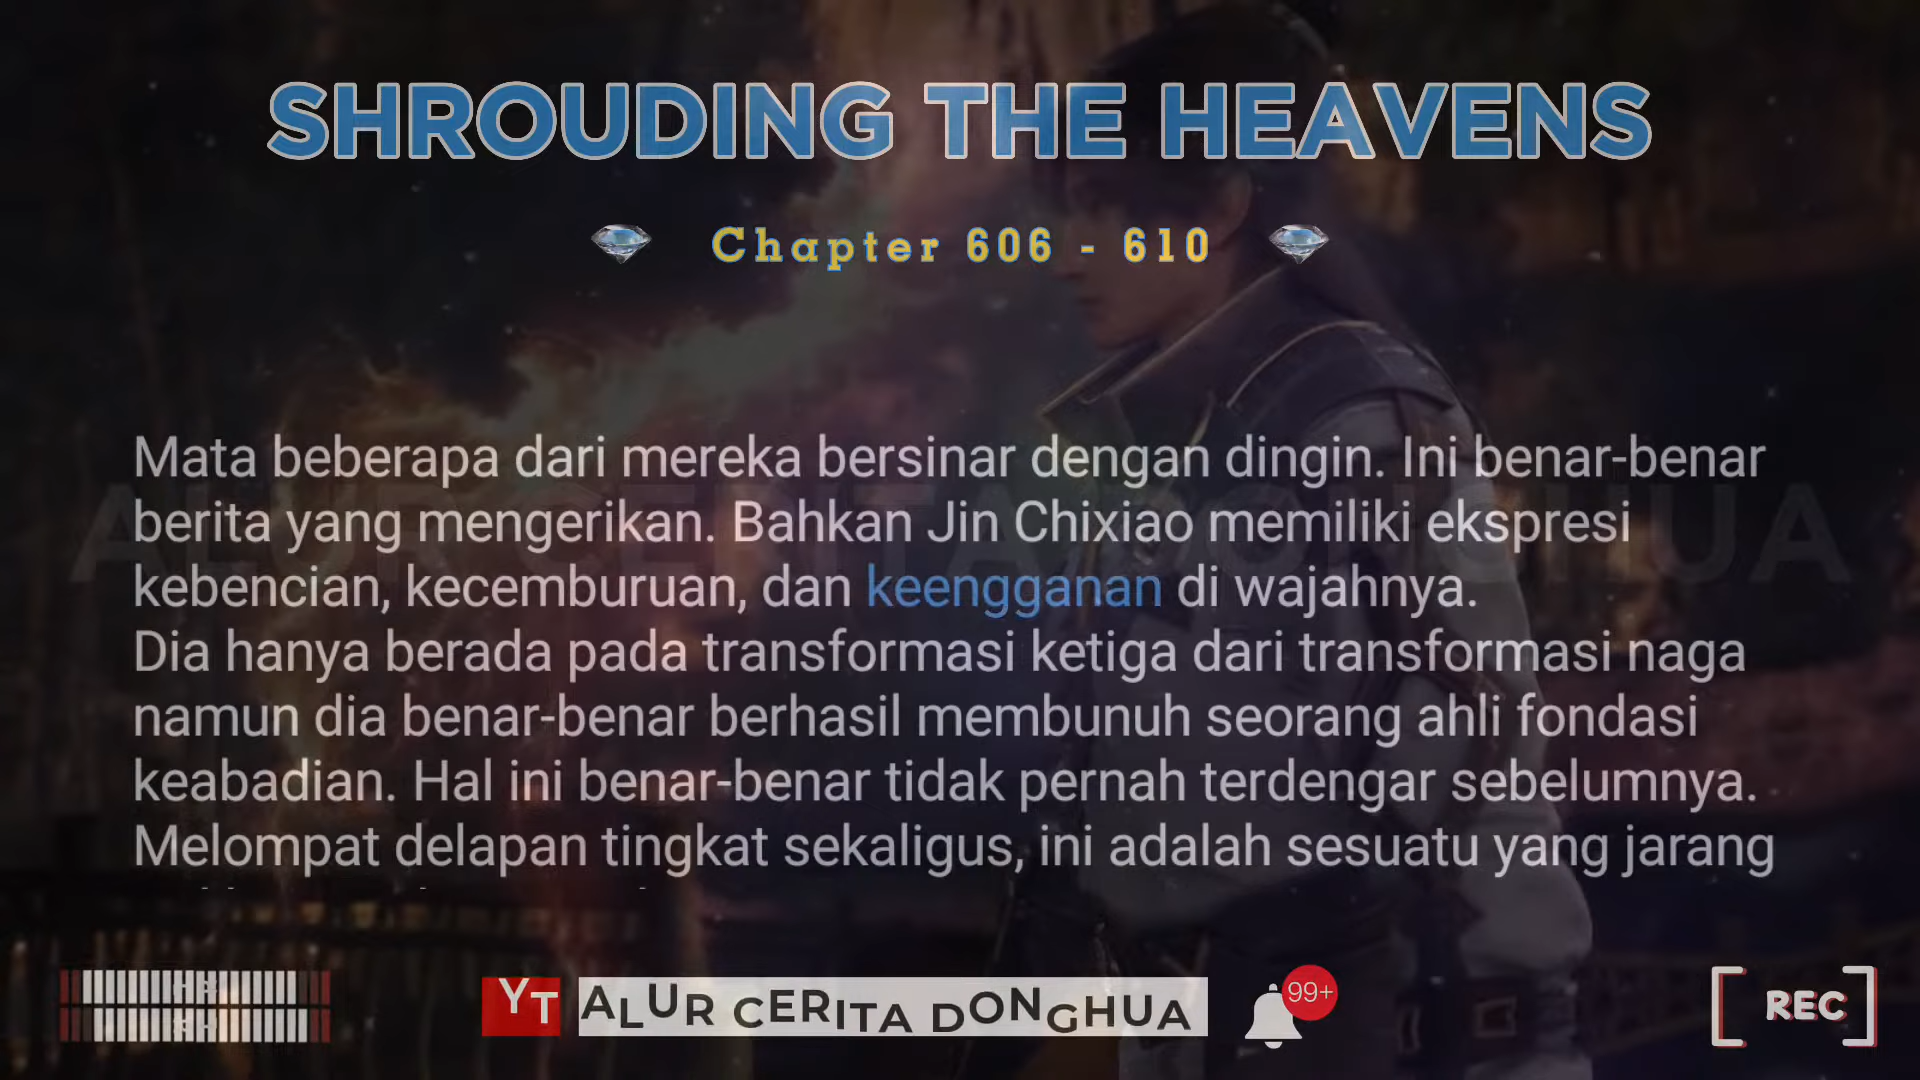 SHROUDING THE HEAVENS
Chapter 606 - 610
Mata beberapa dari mereka bersinar dengan dingin. Ini benar-benar
berita yang mengerikan. Bahkan Jin Chixiao memiliki ekspresi
kebencian, kecemburuan, dan keengganan di wajahnya.
Dia hanya berada pada transformasi ketiga dari transformasi naga
namun dia benar-benar berhasil membunuh seorang ahli fondasi
keabadian. Hal ini benar-benar tidak pernah terdengar sebelumnya.
Melompat delapan tingkat sekaligus, ini adalah sesuatu yang jarang
ALUR CERITA DONGHUA
YT ALUR CERITA DONGHUA
99+
REC